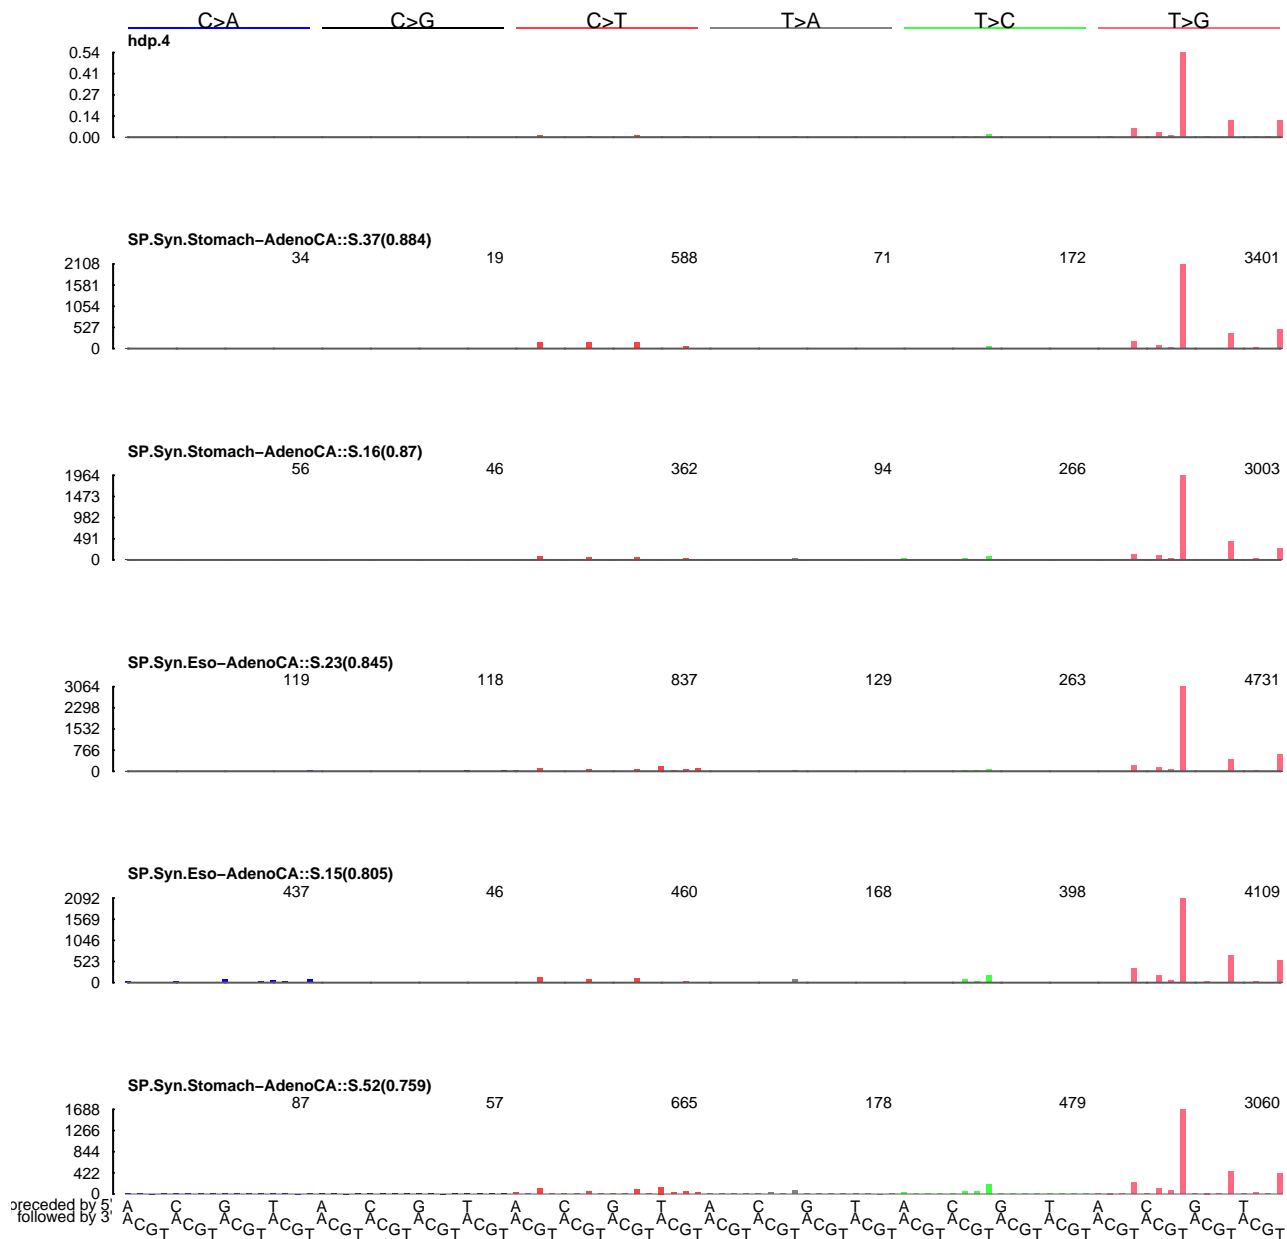 C>A C>G C>T T>A T>C T>G
hdp.4
0.54
0.41
0.27
0.14
0.00
SP.Syn.Stomach−AdenoCA::S.37(0.884)
34 19 588 71 172 3401
2108
1581
1054
527
0
SP.Syn.Stomach−AdenoCA::S.16(0.87)
56 46 362 94 266 3003
1964
1473
982
491
0
SP.Syn.Eso−AdenoCA::S.23(0.845)
119 118 837 129 263 4731
3064
2298
1532
766
0
SP.Syn.Eso−AdenoCA::S.15(0.805)
437 46 460 168 398 4109
2092
1569
1046
523
0
SP.Syn.Stomach−AdenoCA::S.52(0.759)
87 57 665 178 479 3060
1688
1266
844
422
0
preceded by 5' A C G T A C G T A C G T A C G T A C G T A C G T
followed by 3' A C G T A C G T A C G T A C G T A C G T A C G T A C G T A C G T A C G T A C G T A C G T A C G T A C G T A C G T A C G T A C G T A C G T A C G T A C G T A C G T A C G T A C G T A C G T A C G T